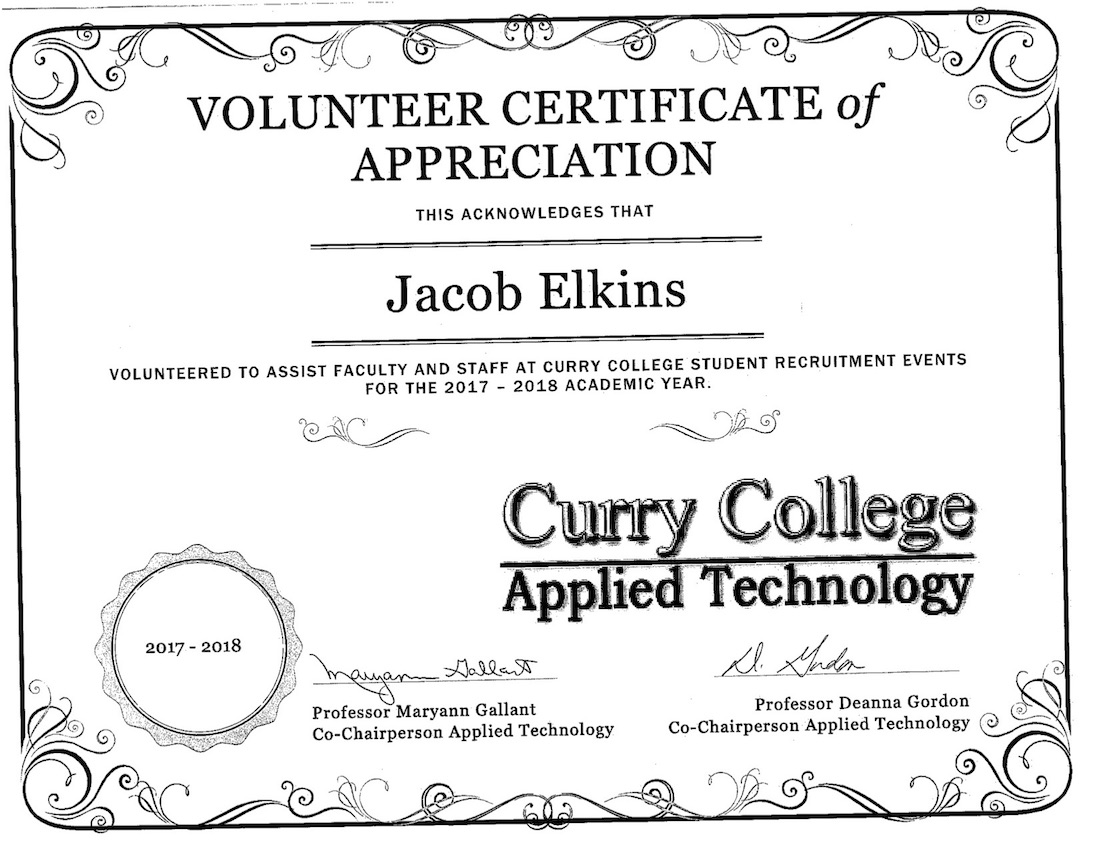 VOLUNTEER CERTIFICATE of
APPRECIATION
THIS ACKNOWLEDGES THAT
Jacob Elkins
VOLUNTEERED TO ASSIST FACULTY AND STAFF AT CURRY COLLEGE STUDENT RECRUITMENT EVENTS
FOR THE 2017 – 2018 ACADEMIC YEAR.
Curry College
Applied Technology
2017 - 2018
Maryann Gallant
D. Gordon
Professor Maryann Gallant
Co-Chairperson Applied Technology
Professor Deanna Gordon
Co-Chairperson Applied Technology